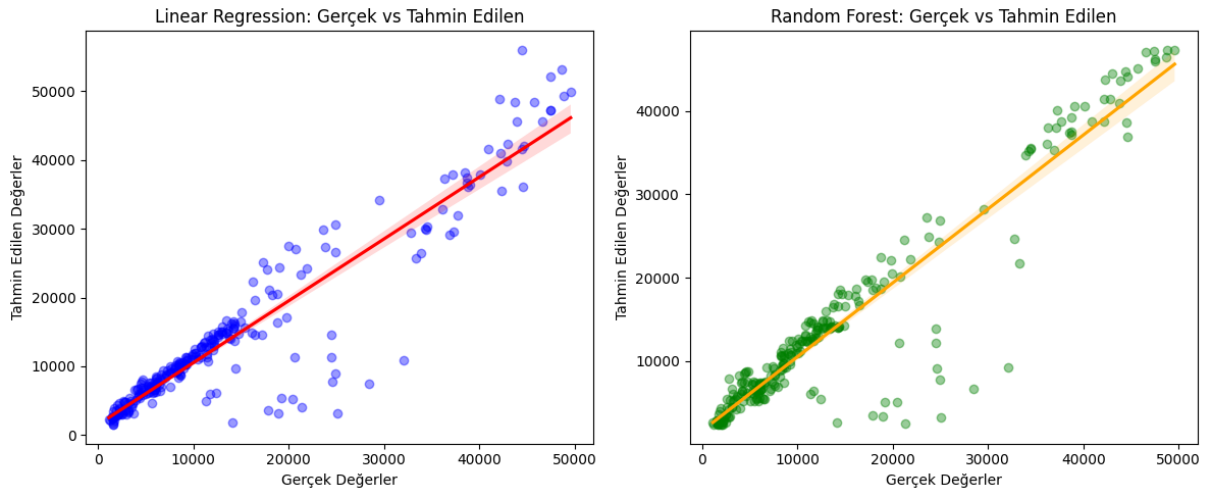 Linear Regression: Gerçek vs Tahmin Edilen
Tahmin Edilen Değerler
50000
40000
30000
20000
10000
0
0 10000 20000 30000 40000 50000
Gerçek Değerler
Random Forest: Gerçek vs Tahmin Edilen
Tahmin Edilen Değerler
40000
30000
20000
10000
0 10000 20000 30000 40000 50000
Gerçek Değerler